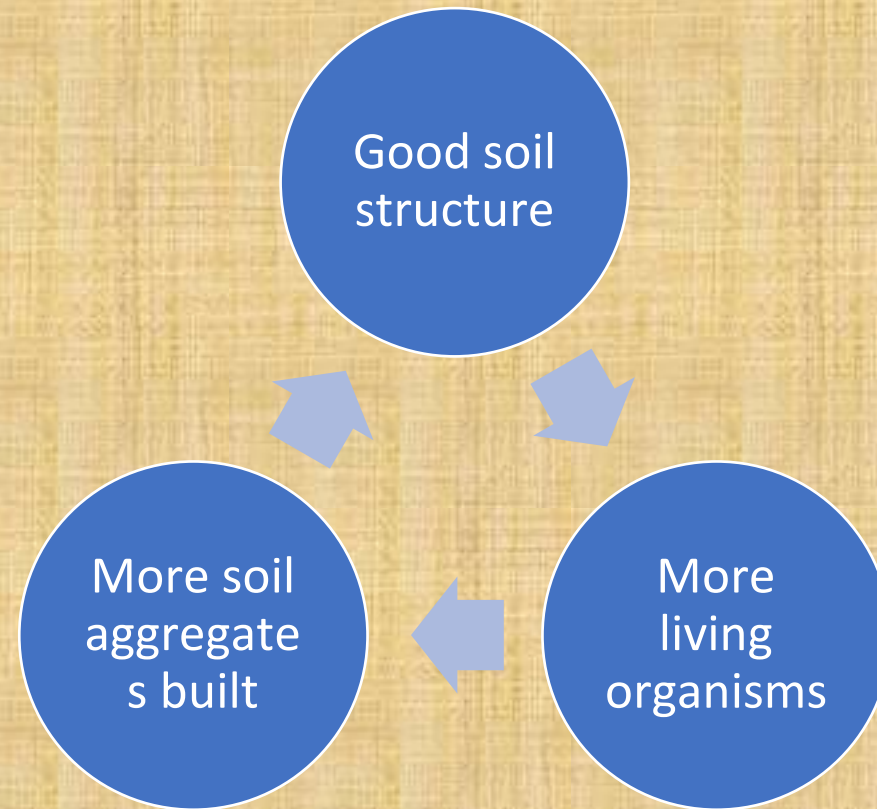 Good soil
structure
More soil
aggregate
s built
More
living
organisms